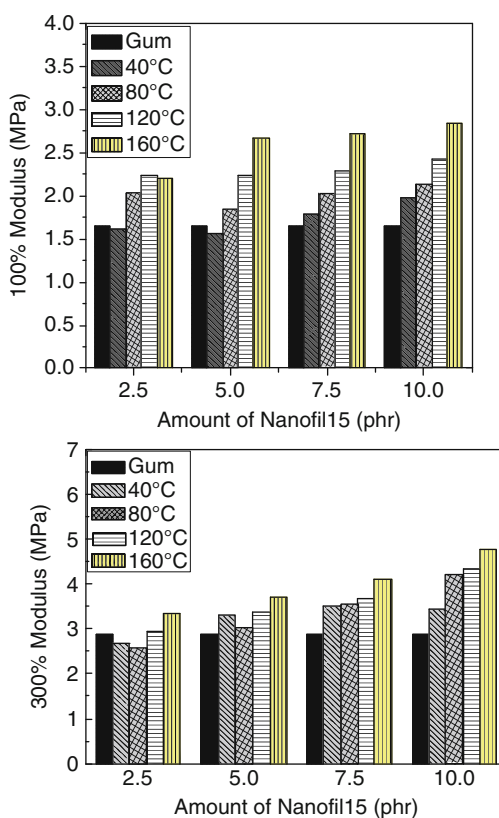 4.0
3.5
3.0
2.5
2.0
1.5
1.0
0.5
0.0
100% Modulus (MPa)
Gum
40°C
80°C
120°C
160°C
2.5 5.0 7.5 10.0
Amount of Nanofil15 (phr)
7
6
5
4
3
2
1
0
300% Modulus (MPa)
Gum
40°C
80°C
120°C
160°C
2.5 5.0 7.5 10.0
Amount of Nanofil15 (phr)